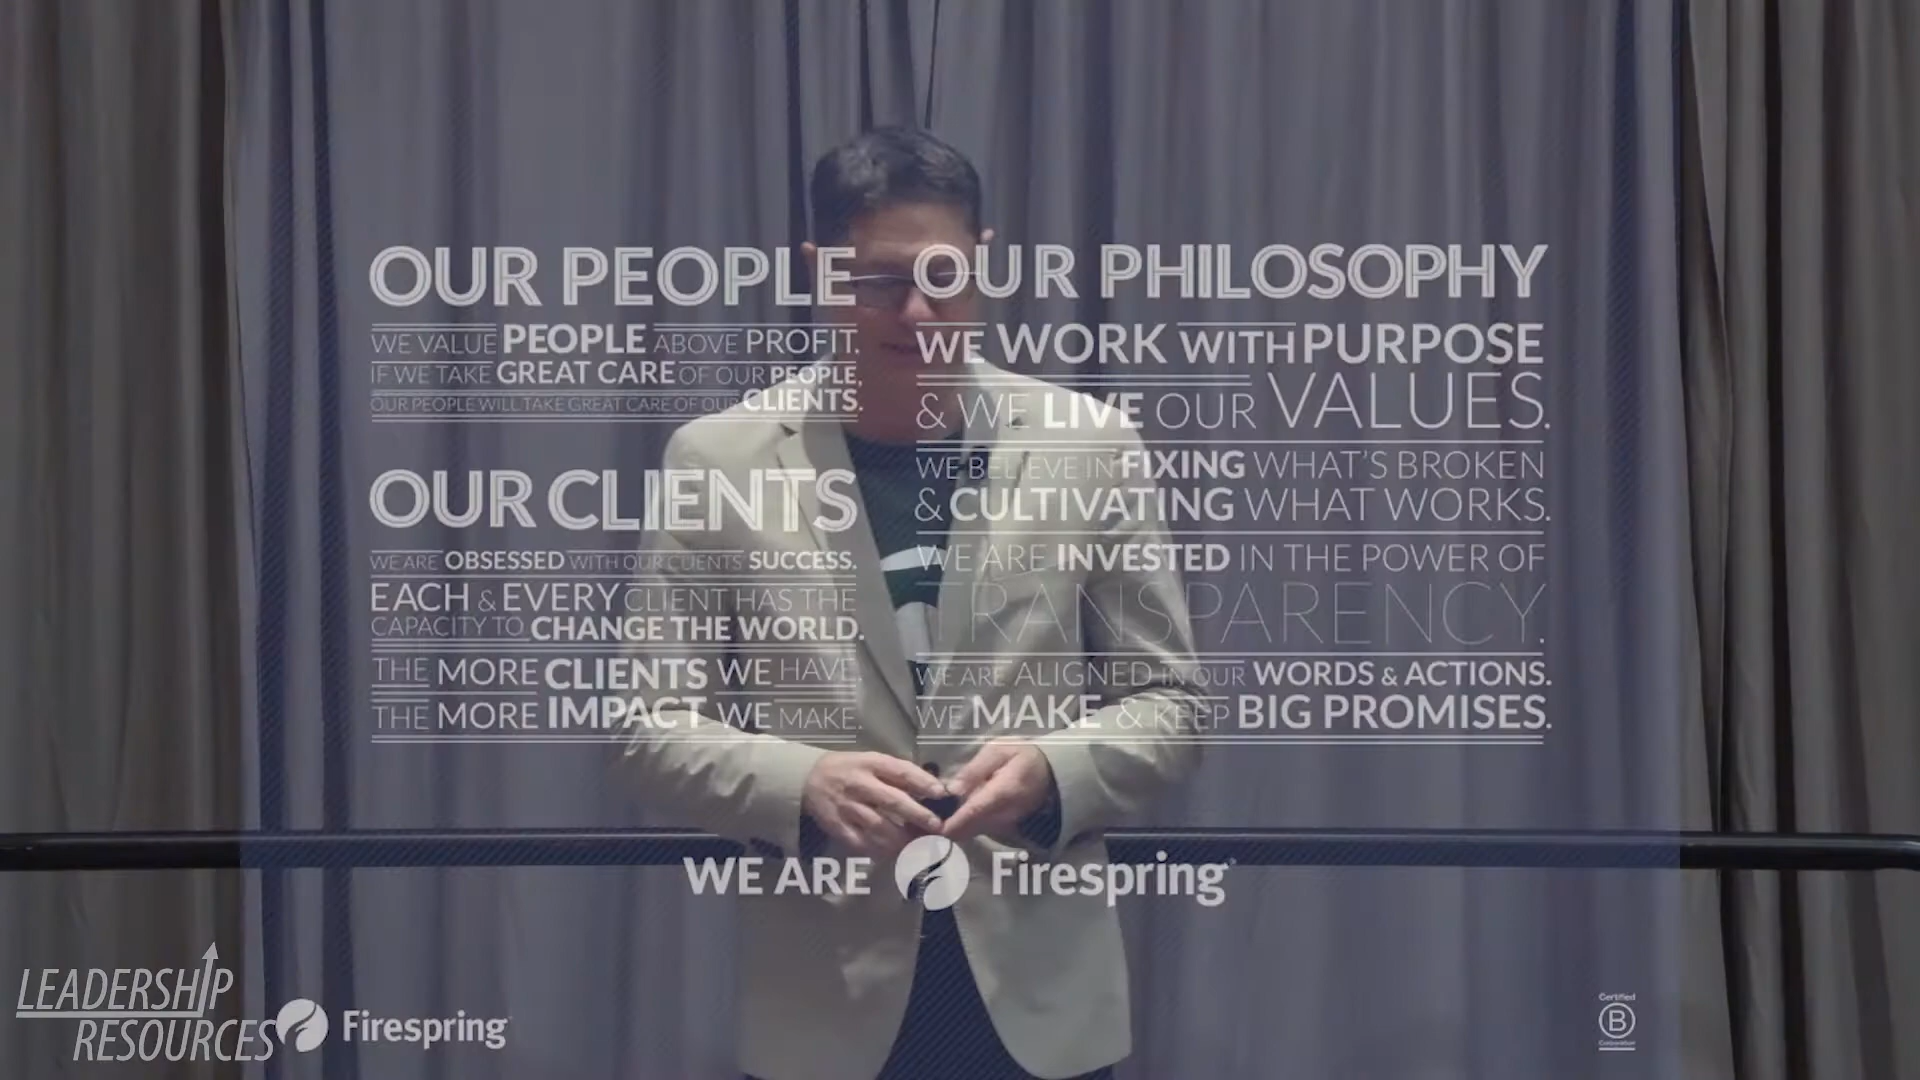 OUR PEOPLE
WE VALUE PEOPLE ABOVE PROFIT.
IF WE TAKE GREAT CARE OF OUR PEOPLE,
OUR PEOPLE WILL TAKE GREAT CARE OF OUR CLIENTS.
OUR CLIENTS
WE ARE OBSESSED WITH OUR CLIENTS SUCCESS.
EACH & EVERY CLIENT HAS THE
CAPACITY TO CHANGE THE WORLD.
THE MORE CLIENTS WE HAVE.
THE MORE IMPACT WE MAKE.
OUR PHILOSOPHY
WE WORK WITH PURPOSE
& WE LIVE OUR VALUES.
WE BELIEVE IN FIXING WHAT'S BROKEN
& CULTIVATING WHAT WORKS.
WE ARE INVESTED IN THE POWER OF
TRANSPARENCY.
WE ARE ALIGNED IN OUR WORDS & ACTIONS.
WE MAKE & KEEP BIG PROMISES.
WE ARE Firespring
LEADERSHIP
RESOURCES
Firespring
Certified
B
Corporation